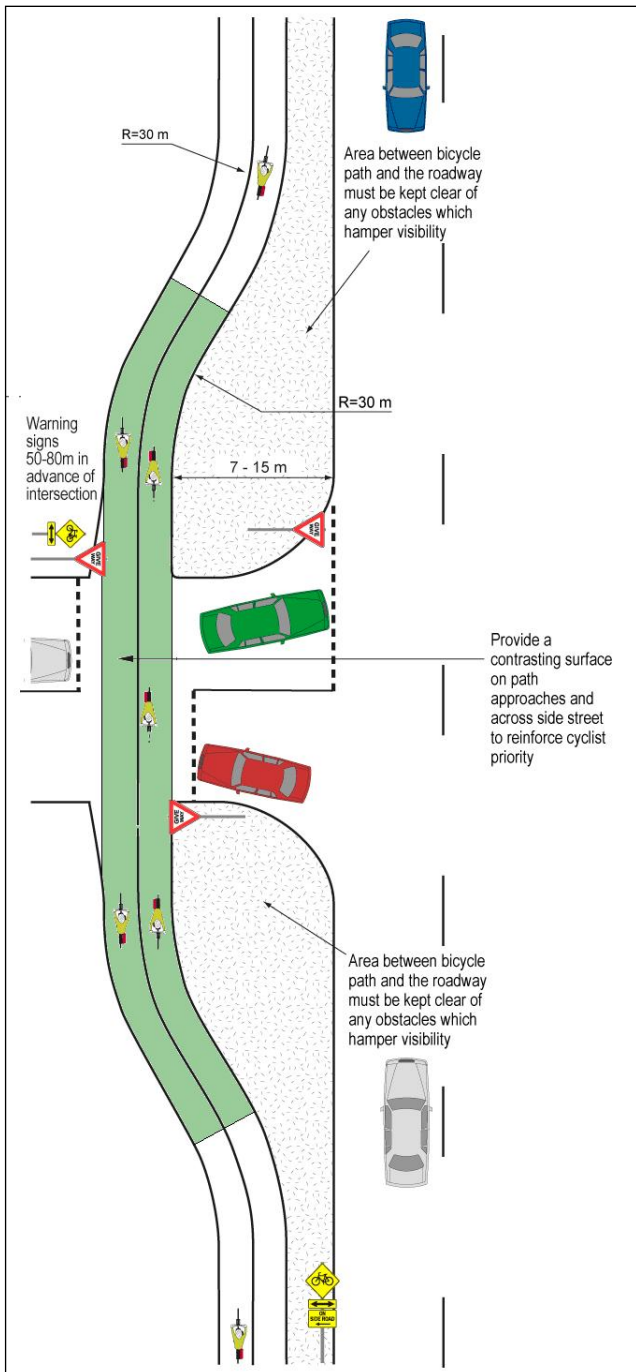 R=30 m
Area between bicycle
path and the roadway
must be kept clear of
any obstacles which
hamper visibility
R=30 m
Warning
signs
50-80m in
advance of
intersection
7 - 15 m
GIVE
WAY
GIVE
WAY
Provide a
contrasting surface
on path
approaches and
across side street
to reinforce cyclist
priority
GIVE
WAY
Area between bicycle
path and the roadway
must be kept clear of
any obstacles which
hamper visibility
ON
SIDE ROAD